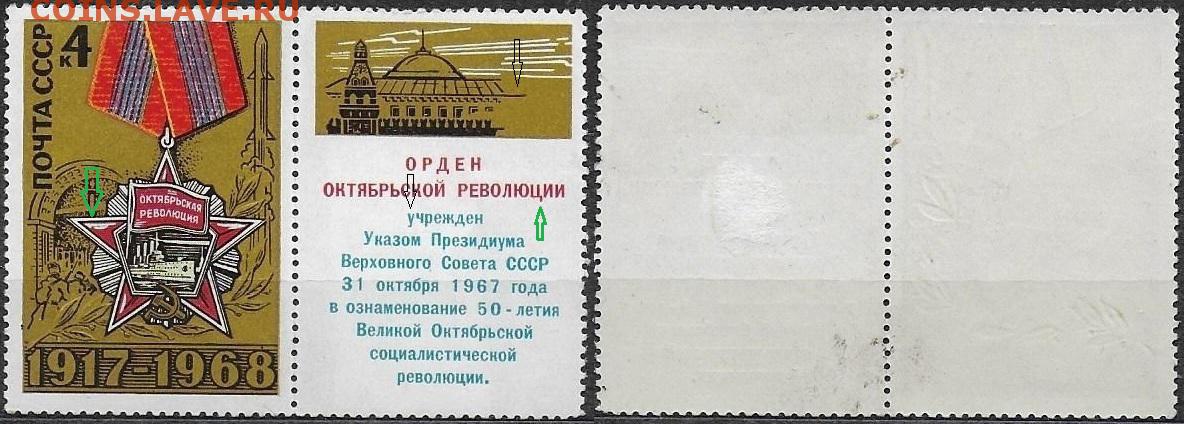 COINS.LAVE.RU
ПОЧТА СССР
к4
ОКТЯБРЬСКАЯ
РЕВОЛЮЦИЯ
1917-1968
ОРДЕН
ОКТЯБРЬСКОЙ РЕВОЛЮЦИИ
учрежден
Указом Президиума
Верховного Совета СССР
31 октября 1967 года
в ознаменование 50-летия
Великой Октябрьской
социалистической
революции.